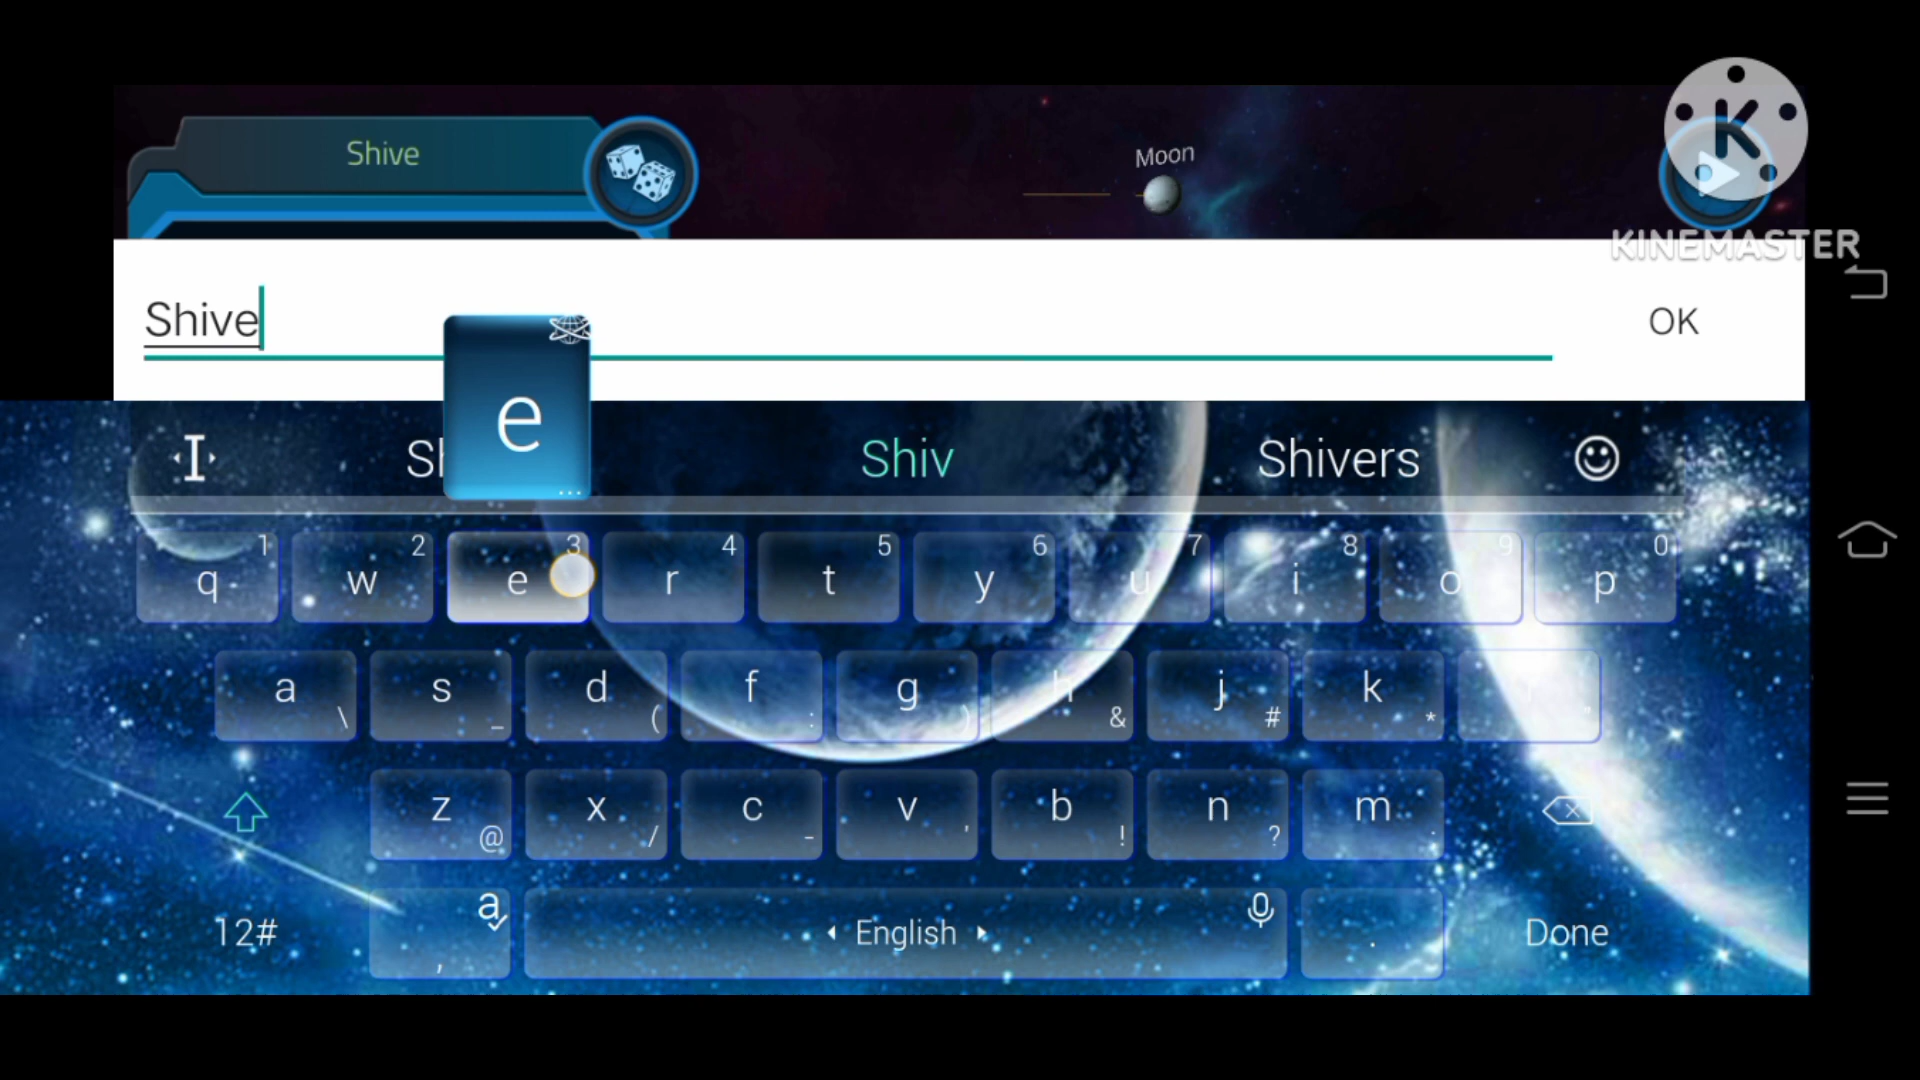 Shive
Moon
K
KINEMASTER
Shive
OK
e
...
Shiv
Shivers
1 2 3 4 5 6 7 8 9 0
q w e r t y u i o p
a s d f g h j k
\ _ ( : ) & # * "
z x c v b n m
@ / - ' ! ? .
12# a , English . Done